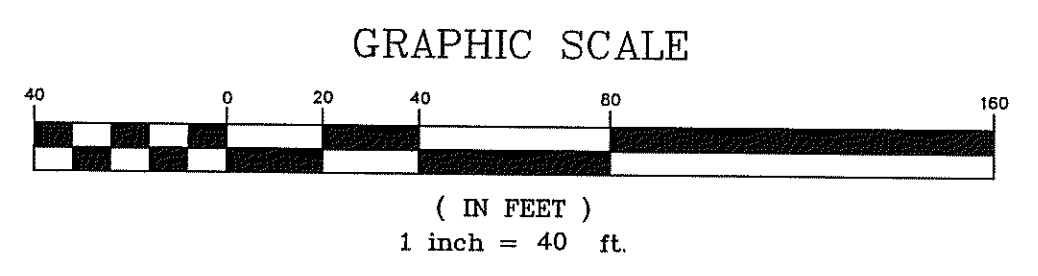 GRAPHIC SCALE
40 0 20 40 80 160
( IN FEET )
1 inch = 40 ft.